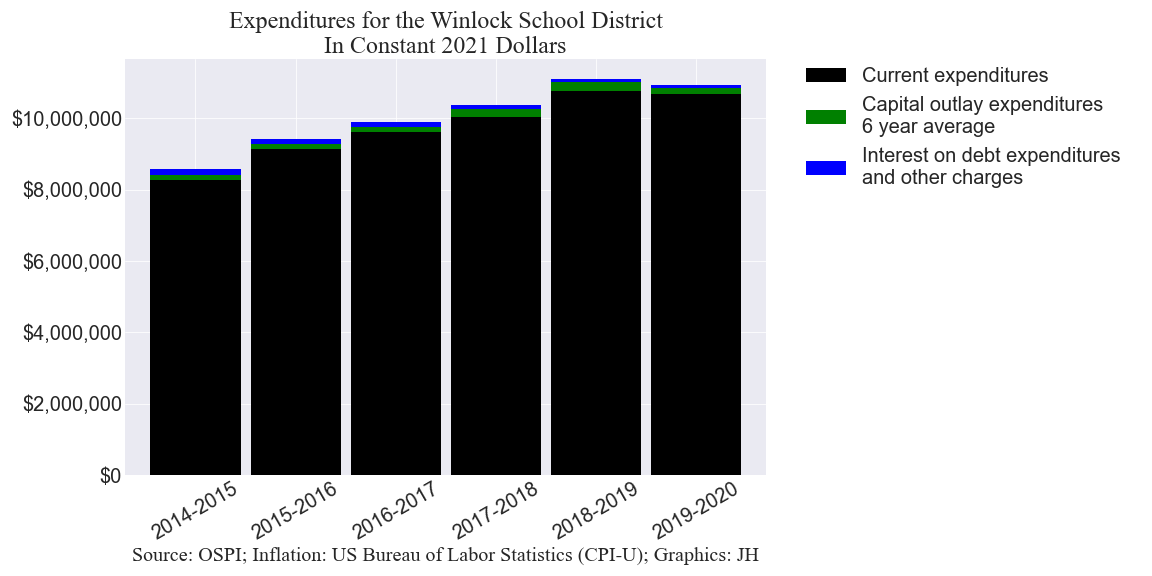 Expenditures for the Winlock School District
In Constant 2021 Dollars
Current expenditures
Capital outlay expenditures
6 year average
Interest on debt expenditures
and other charges
$10,000,000
$8,000,000
$6,000,000
$4,000,000
$2,000,000
$0
2014-2015
2015-2016
2016-2017
2017-2018
2018-2019
2019-2020
Source: OSPI; Inflation: US Bureau of Labor Statistics (CPI-U); Graphics: JH